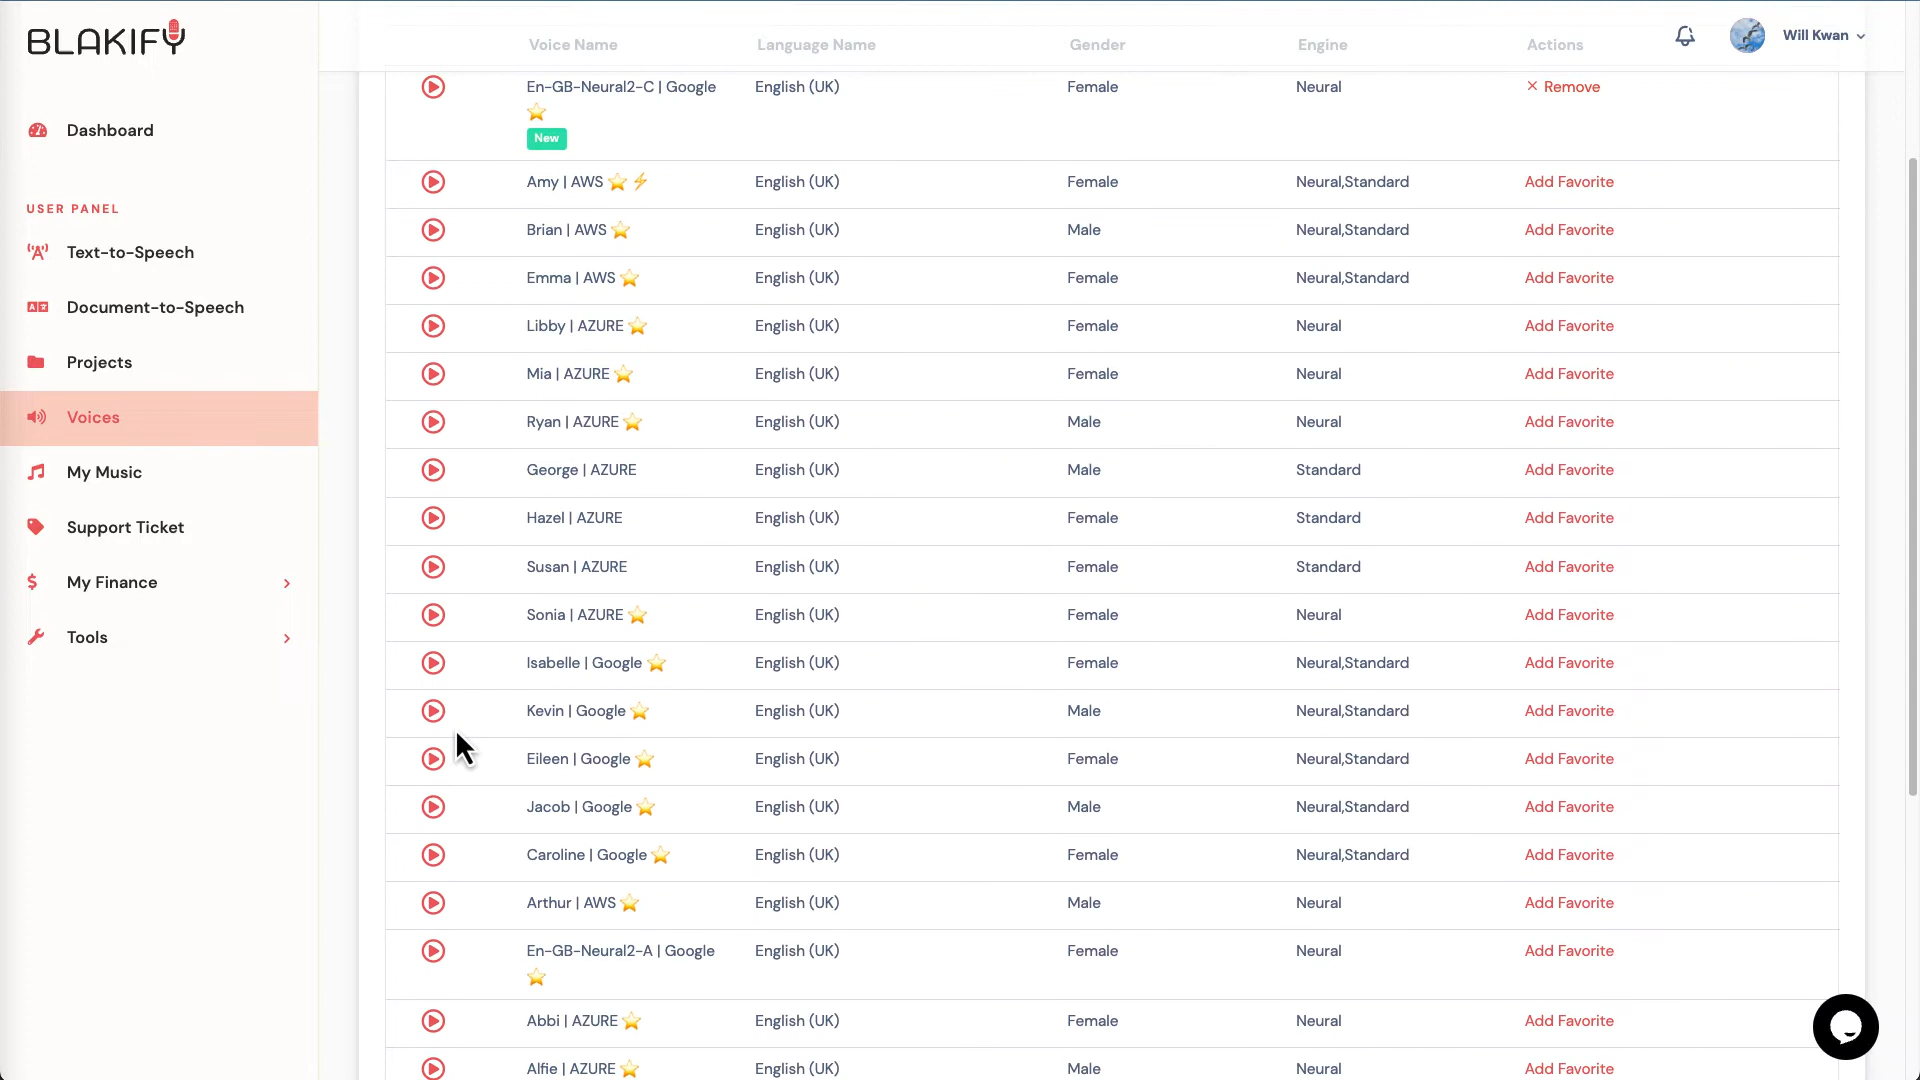 BLAKIFY
Dashboard
USER PANEL
Text-to-Speech
Document-to-Speech
Projects
Voices
My Music
Support Ticket
My Finance
Tools
Will Kwan
Voice Name Language Name Gender Engine Actions
En-GB-Neural2-C | Google English (UK) Female Neural × Remove
New
Amy | AWS English (UK) Female Neural,Standard Add Favorite
Brian | AWS English (UK) Male Neural,Standard Add Favorite
Emma | AWS English (UK) Female Neural,Standard Add Favorite
Libby | AZURE English (UK) Female Neural Add Favorite
Mia | AZURE English (UK) Female Neural Add Favorite
Ryan | AZURE English (UK) Male Neural Add Favorite
George | AZURE English (UK) Male Standard Add Favorite
Hazel | AZURE English (UK) Female Standard Add Favorite
Susan | AZURE English (UK) Female Standard Add Favorite
Sonia | AZURE English (UK) Female Neural Add Favorite
Isabelle | Google English (UK) Female Neural,Standard Add Favorite
Kevin | Google English (UK) Male Neural,Standard Add Favorite
Eileen | Google English (UK) Female Neural,Standard Add Favorite
Jacob | Google English (UK) Male Neural,Standard Add Favorite
Caroline | Google English (UK) Female Neural,Standard Add Favorite
Arthur | AWS English (UK) Male Neural Add Favorite
En-GB-Neural2-A | Google English (UK) Female Neural Add Favorite
Abbi | AZURE English (UK) Female Neural Add Favorite
Alfie | AZURE English (UK) Male Neural Add Favorite